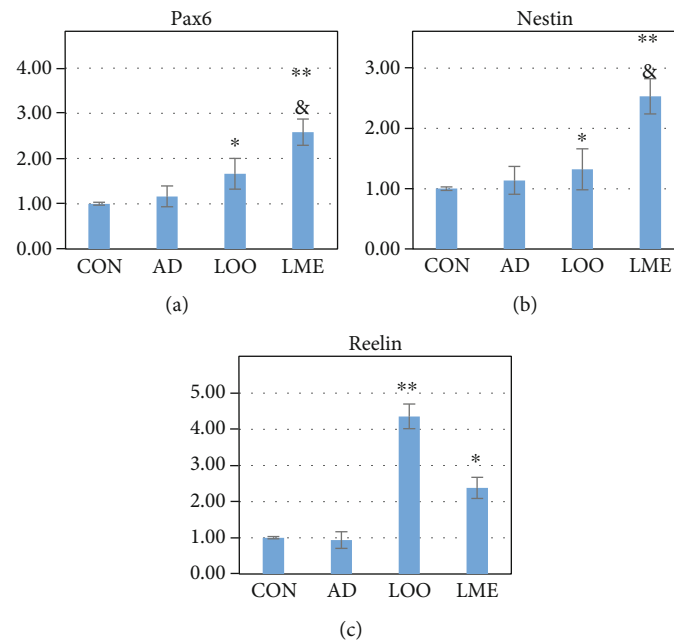 Pax6
4.00
3.00
2.00
1.00
0.00
**
&
*
CON AD LOO LME
(a)
Nestin
3.00
2.00
1.00
0.00
**
&
*
CON AD LOO LME
(b)
Reelin
5.00
4.00
3.00
2.00
1.00
0.00
**
*
CON AD LOO LME
(c)